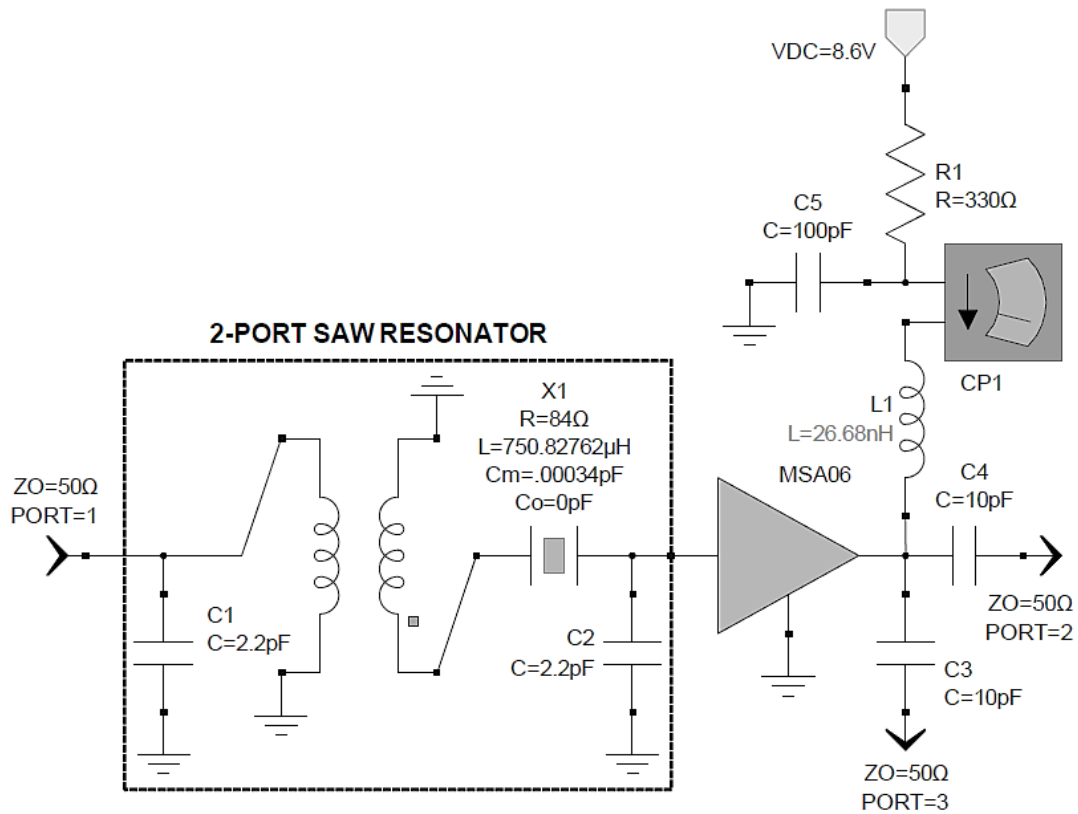 VDC=8.6V
R1
R=330Ω
C5
C=100pF
CP1
2-PORT SAW RESONATOR
X1
R=84Ω
L=750.82762µH
Cm=.00034pF
Co=0pF
L1
L=26.68nH
MSA06
C4
C=10pF
ZO=50Ω
PORT=1
C1
C=2.2pF
C2
C=2.2pF
ZO=50Ω
PORT=2
C3
C=10pF
ZO=50Ω
PORT=3